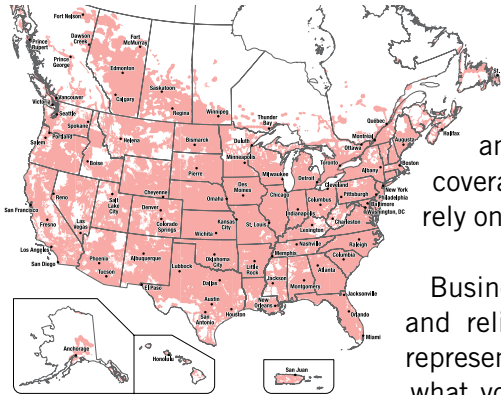 Fort Nelson
Dawson Creek
Fort McMurray
Prince Rupert
Prince George
Edmonton
Saskatoon
Calgary
Regina
Winnipeg
Vancouver
Victoria
Seattle
Spokane
Portland
Salem
Helena
Bismarck
Duluth
Thunder Bay
Québec
Montreal
Ottawa
Halifax
St.
Augusta
Minneapolis
Toronto
Albany
Boston
Boise
Pierre
Milwaukee
Detroit
Cleveland
New York
Philadelphia
Baltimore
Washington, DC
Pittsburgh
Chicago
Des Moines
Omaha
Cheyenne
Salt Lake City
Reno
San Francisco
Fresno
Las Vegas
Denver
Colorado Springs
Kansas City
St. Louis
Indianapolis
Columbus
Charleston
Lexington
Wichita
Los Angeles
San Diego
Phoenix
Tucson
Albuquerque
El Paso
Lubbock
Oklahoma City
Little Rock
Memphis
Nashville
Raleigh
Columbia
Atlanta
Montgomery
Jackson
Dallas
Austin
San Antonio
Houston
New Orleans
Jacksonville
Orlando
Miami
Anchorage
Honolulu
San Juan
an
covera
rely on
Busin
and reli
represen
what yo